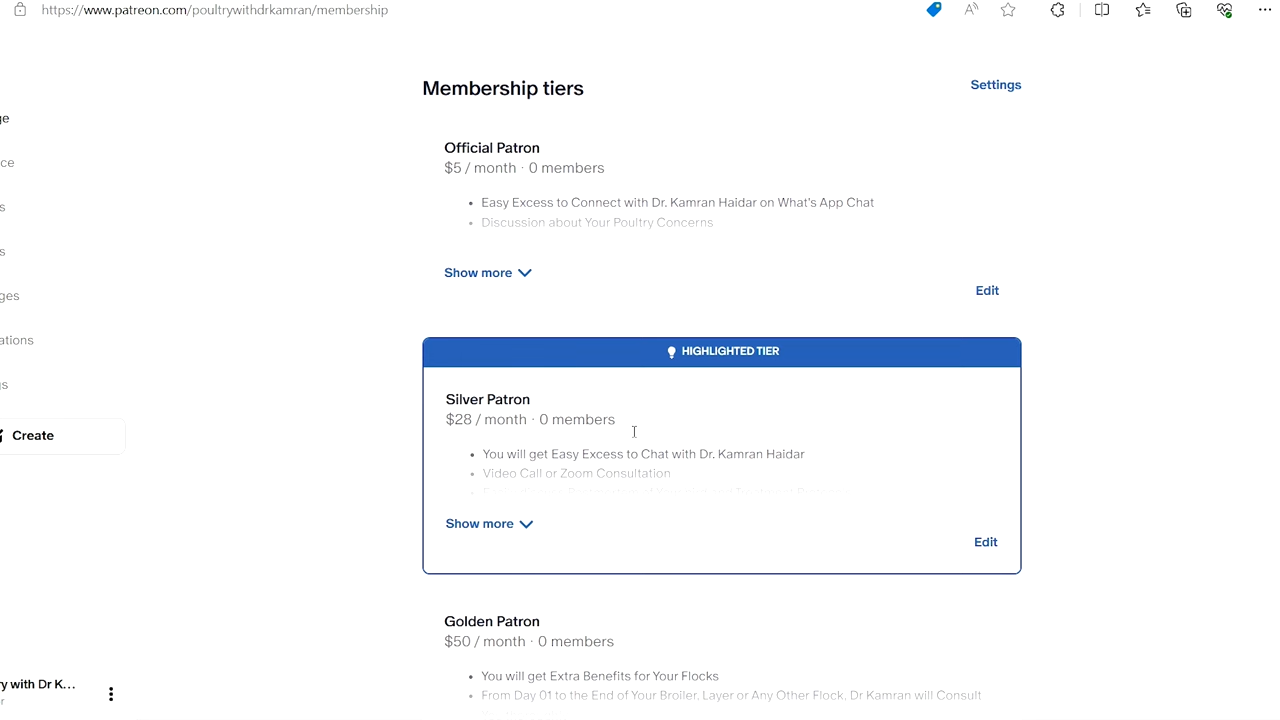 https://www.patreon.com/poultrywithdrkamran/membership
Membership tiers
Settings
Official Patron
$5 / month · 0 members
• Easy Excess to Connect with Dr. Kamran Haidar on What's App Chat
• Discussion about Your Poultry Concerns
Show more
Edit
HIGHLIGHTED TIER
Silver Patron
$28 / month · 0 members
• You will get Easy Excess to Chat with Dr. Kamran Haidar
• Video Call or Zoom Consultation
Show more
Edit
Golden Patron
$50 / month · 0 members
• You will get Extra Benefits for Your Flocks
• From Day 01 to the End of Your Broiler, Layer or Any Other Flock, Dr Kamran will Consult
ge
ce
s
s
ges
ations
gs
Create
y with Dr K...
r